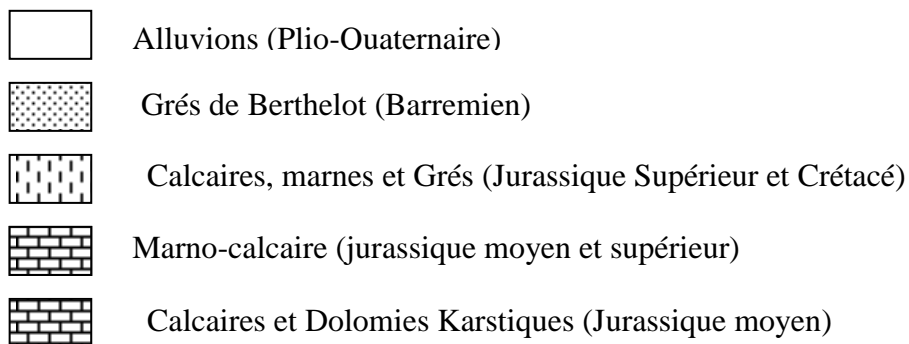 Alluvions (Plio-Quaternaire)
Grés de Berthelot (Barremien)
Calcaires, marnes et Grés (Jurassique Supérieur et Crétacé)
Marno-calcaire (jurassique moyen et supérieur)
Calcaires et Dolomies Karstiques (Jurassique moyen)